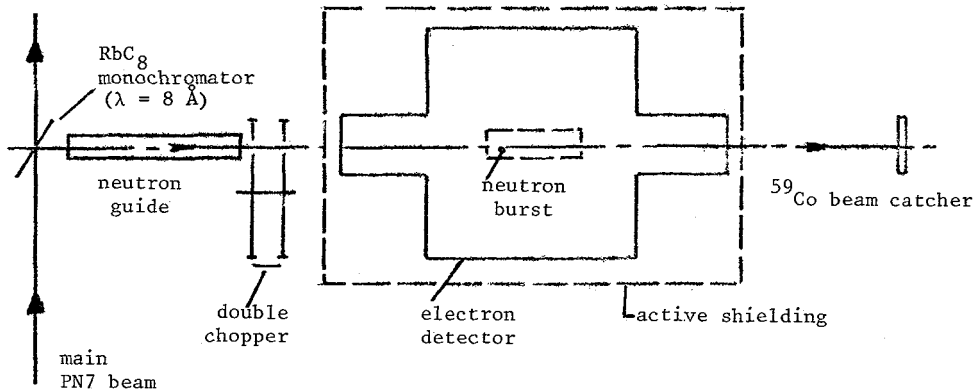 RbC8
monochromator
(λ = 8 Å)
neutron
guide
neutron
burst
59Co beam catcher
double
chopper
electron
detector
active shielding
main
PN7 beam